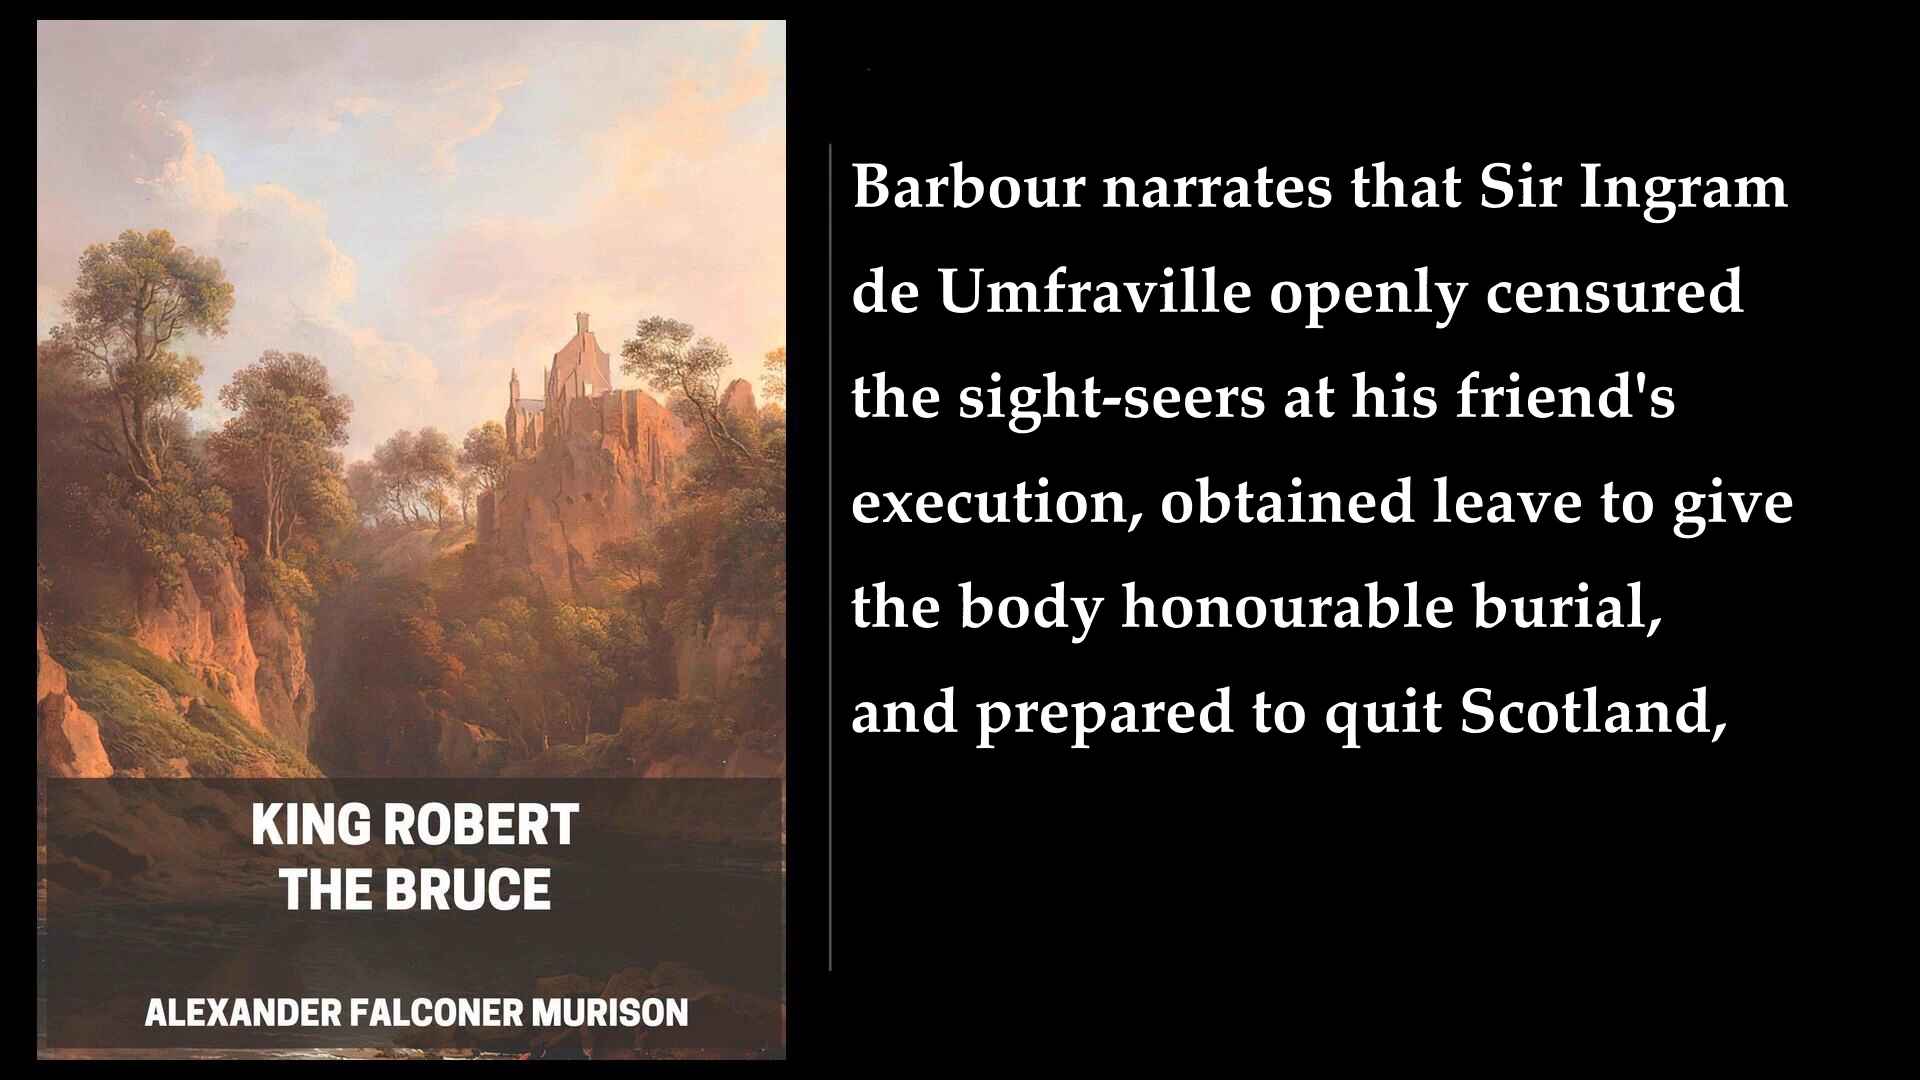 Barbour narrates that Sir Ingram
de Umfraville openly censured
the sight-seers at his friend's
execution, obtained leave to give
the body honourable burial,
and prepared to quit Scotland,
KING ROBERT
THE BRUCE
ALEXANDER FALCONER MURISON